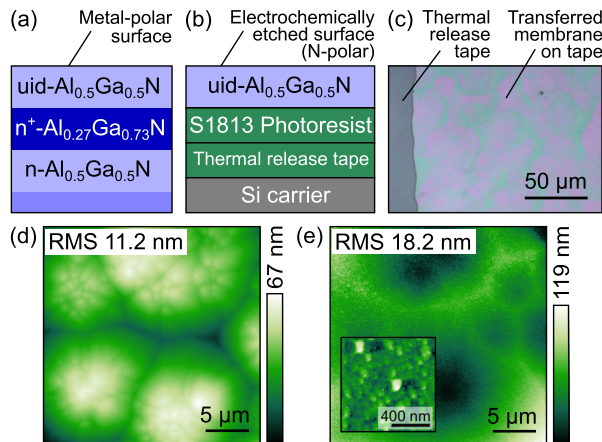 (a)
Metal-polar
surface
uid-Al0.5Ga0.5N
n+-Al0.27Ga0.73N
n-Al0.5Ga0.5N
(b)
Electrochemically
etched surface
(N-polar)
uid-Al0.5Ga0.5N
S1813 Photoresist
Thermal release tape
Si carrier
(c)
Thermal
release
tape
Transferred
membrane
on tape
50 µm
(d)
RMS 11.2 nm
67 nm
5 µm
(e)
RMS 18.2 nm
119 nm
400 nm
5 µm